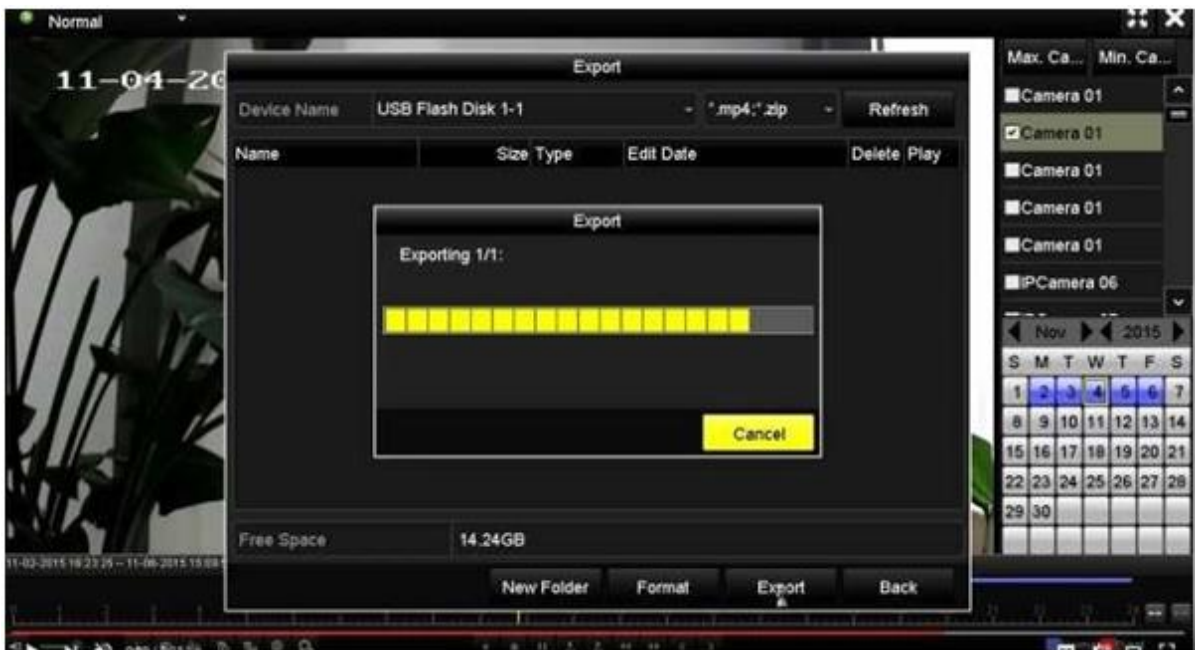 Normal
Max. Ca... Min. Ca...
11-04-20
Export
Device Name USB Flash Disk 1-1 *.mp4;*.zip Refresh
Name Size Type Edit Date Delete Play
Camera 01
Camera 01
Camera 01
Camera 01
Camera 01
IPCamera 06
Export
Exporting 1/1:
Cancel
Nov 2015
S M T W T F S
1 2 3 4 5 6 7
8 9 10 11 12 13 14
15 16 17 18 19 20 21
22 23 24 25 26 27 28
29 30
Free Space 14.24GB
New Folder Format Export Back